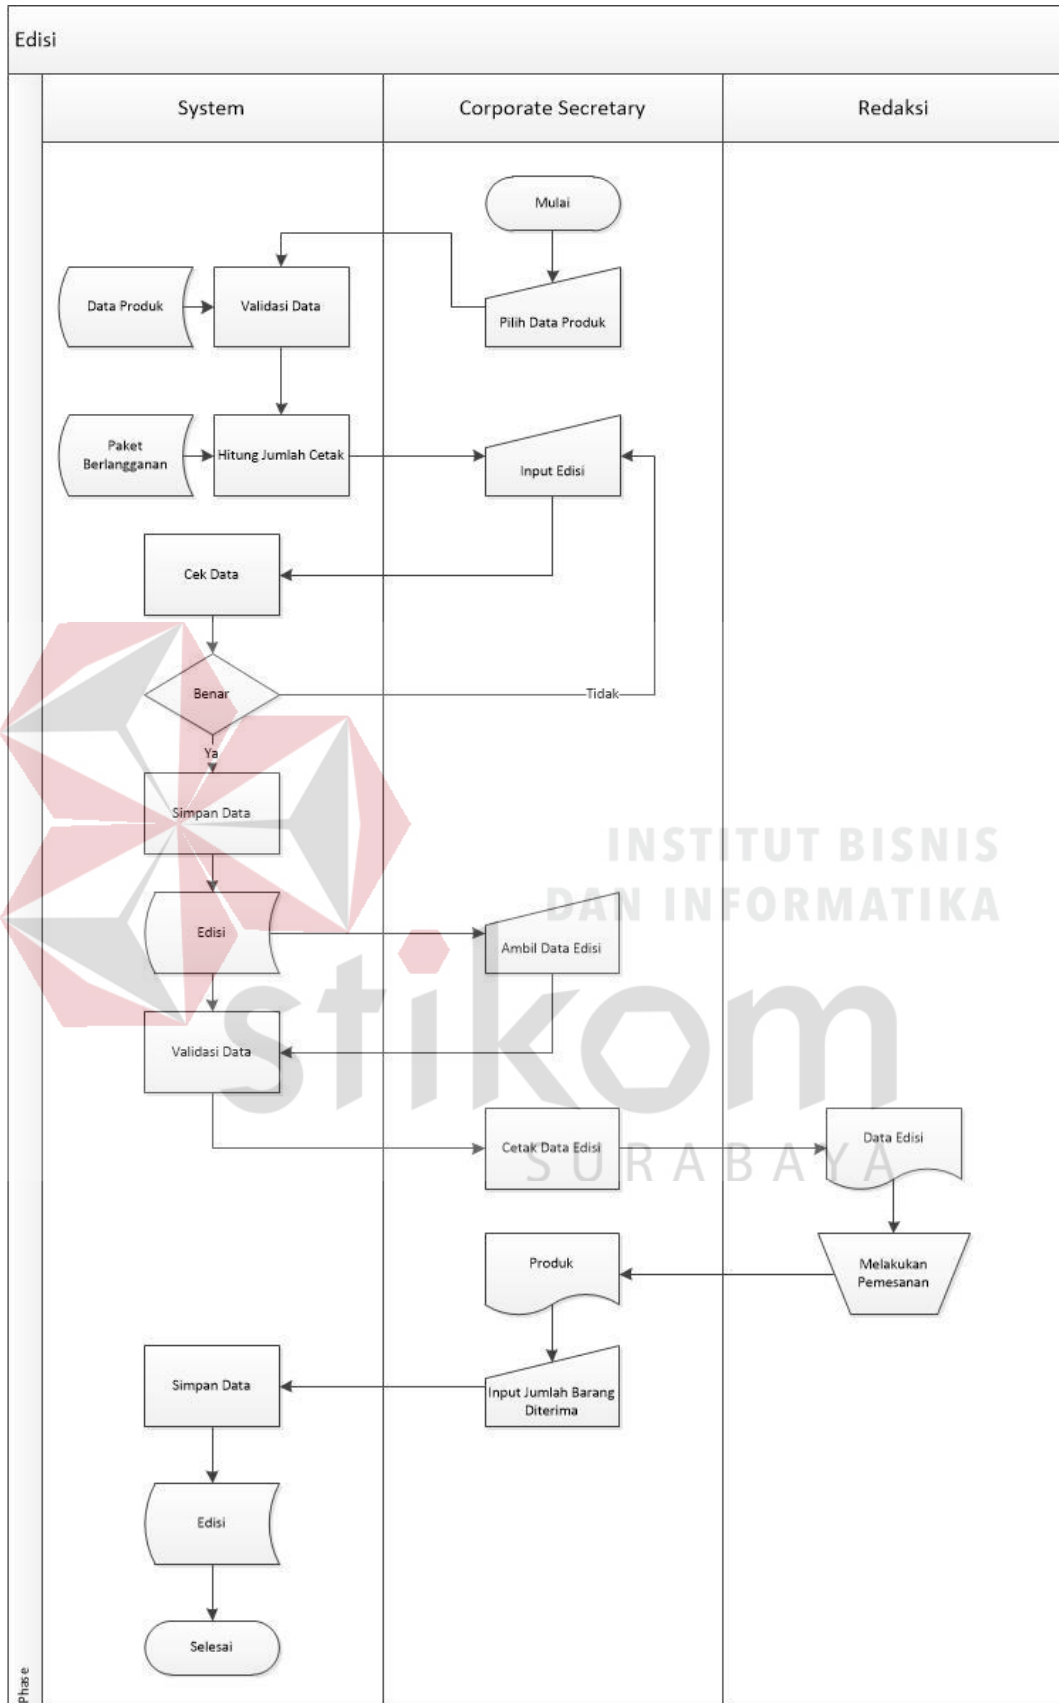 Edisi
System
Corporate Secretary
Redaksi
Mulai
Data Produk
Validasi Data
Pilih Data Produk
Paket
Berlangganan
Hitung Jumlah Cetak
Input Edisi
Cek Data
Benar
Tidak
Ya
Simpan Data
INSTITUT BISNIS
DAN INFORMATIKA
Edisi
Ambil Data Edisi
stikom
Validasi Data
Cetak Data Edisi
Data Edisi
SURABAYA
Produk
Melakukan
Pemesanan
Simpan Data
Input Jumlah Barang
Diterima
Edisi
Selesai
Phase